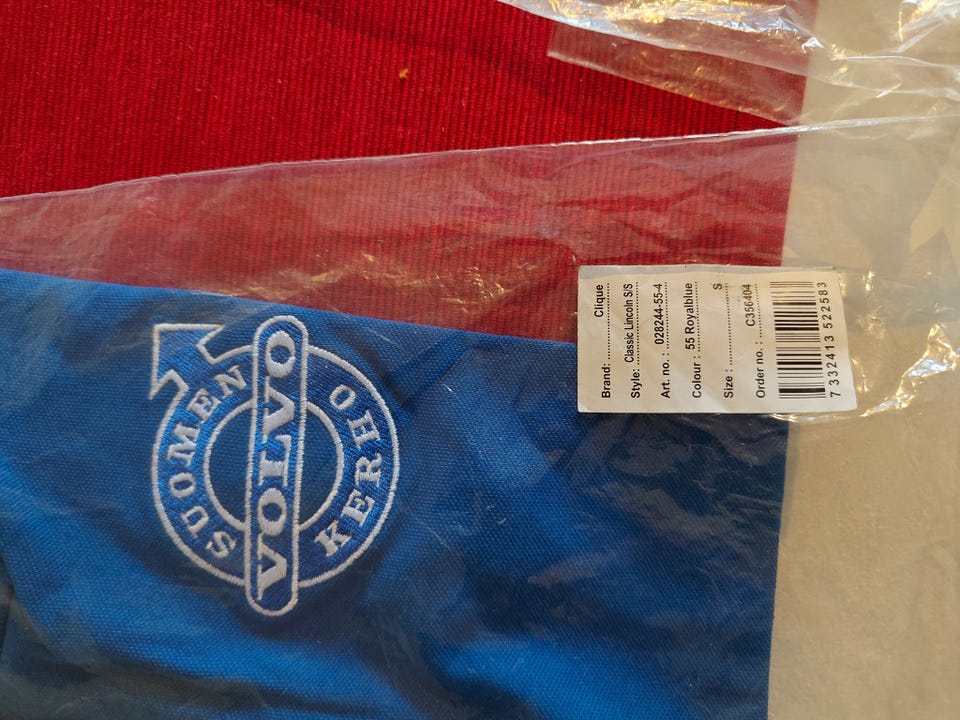 SUOMEN
VOLVO
KERHO
Brand: .................... Clique
Style: .... Classic Lincoln S/S
Art. no. : ....... 028244-55-4
Colour : .. 55 Royalblue
Size : .................... S
Order no. : ........ C356404
7 332413 522583